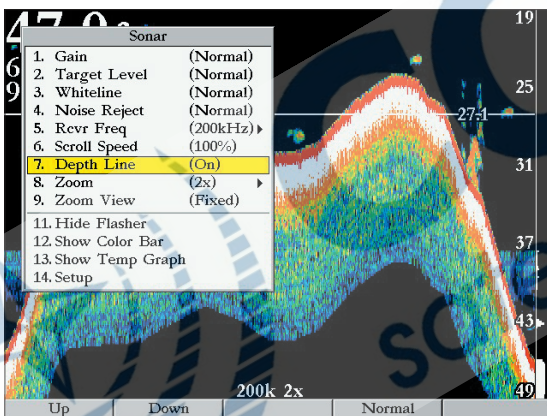 Sonar
1. Gain (Normal)
2. Target Level (Normal)
3. Whiteline (Normal)
4. Noise Reject (Normal)
5. Rcvr Freq (200kHz)
6. Scroll Speed (100%)
7. Depth Line (On)
8. Zoom (2x)
9. Zoom View (Fixed)
11. Hide Flasher
12. Show Color Bar
13. Show Temp Graph
14. Setup
19
25
27.1
31
37
43
49
200k 2x
Up Down Normal